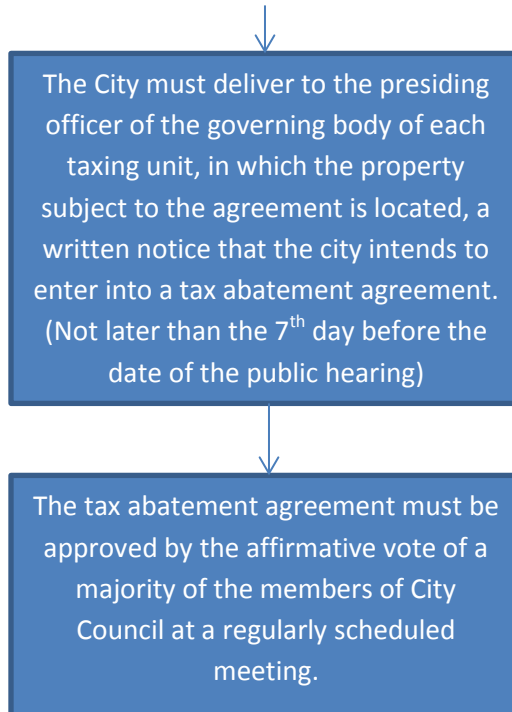 The City must deliver to the presiding
officer of the governing body of each
taxing unit, in which the property
subject to the agreement is located, a
written notice that the city intends to
enter into a tax abatement agreement.
(Not later than the 7th day before the
date of the public hearing)
The tax abatement agreement must be
approved by the affirmative vote of a
majority of the members of City
Council at a regularly scheduled
meeting.